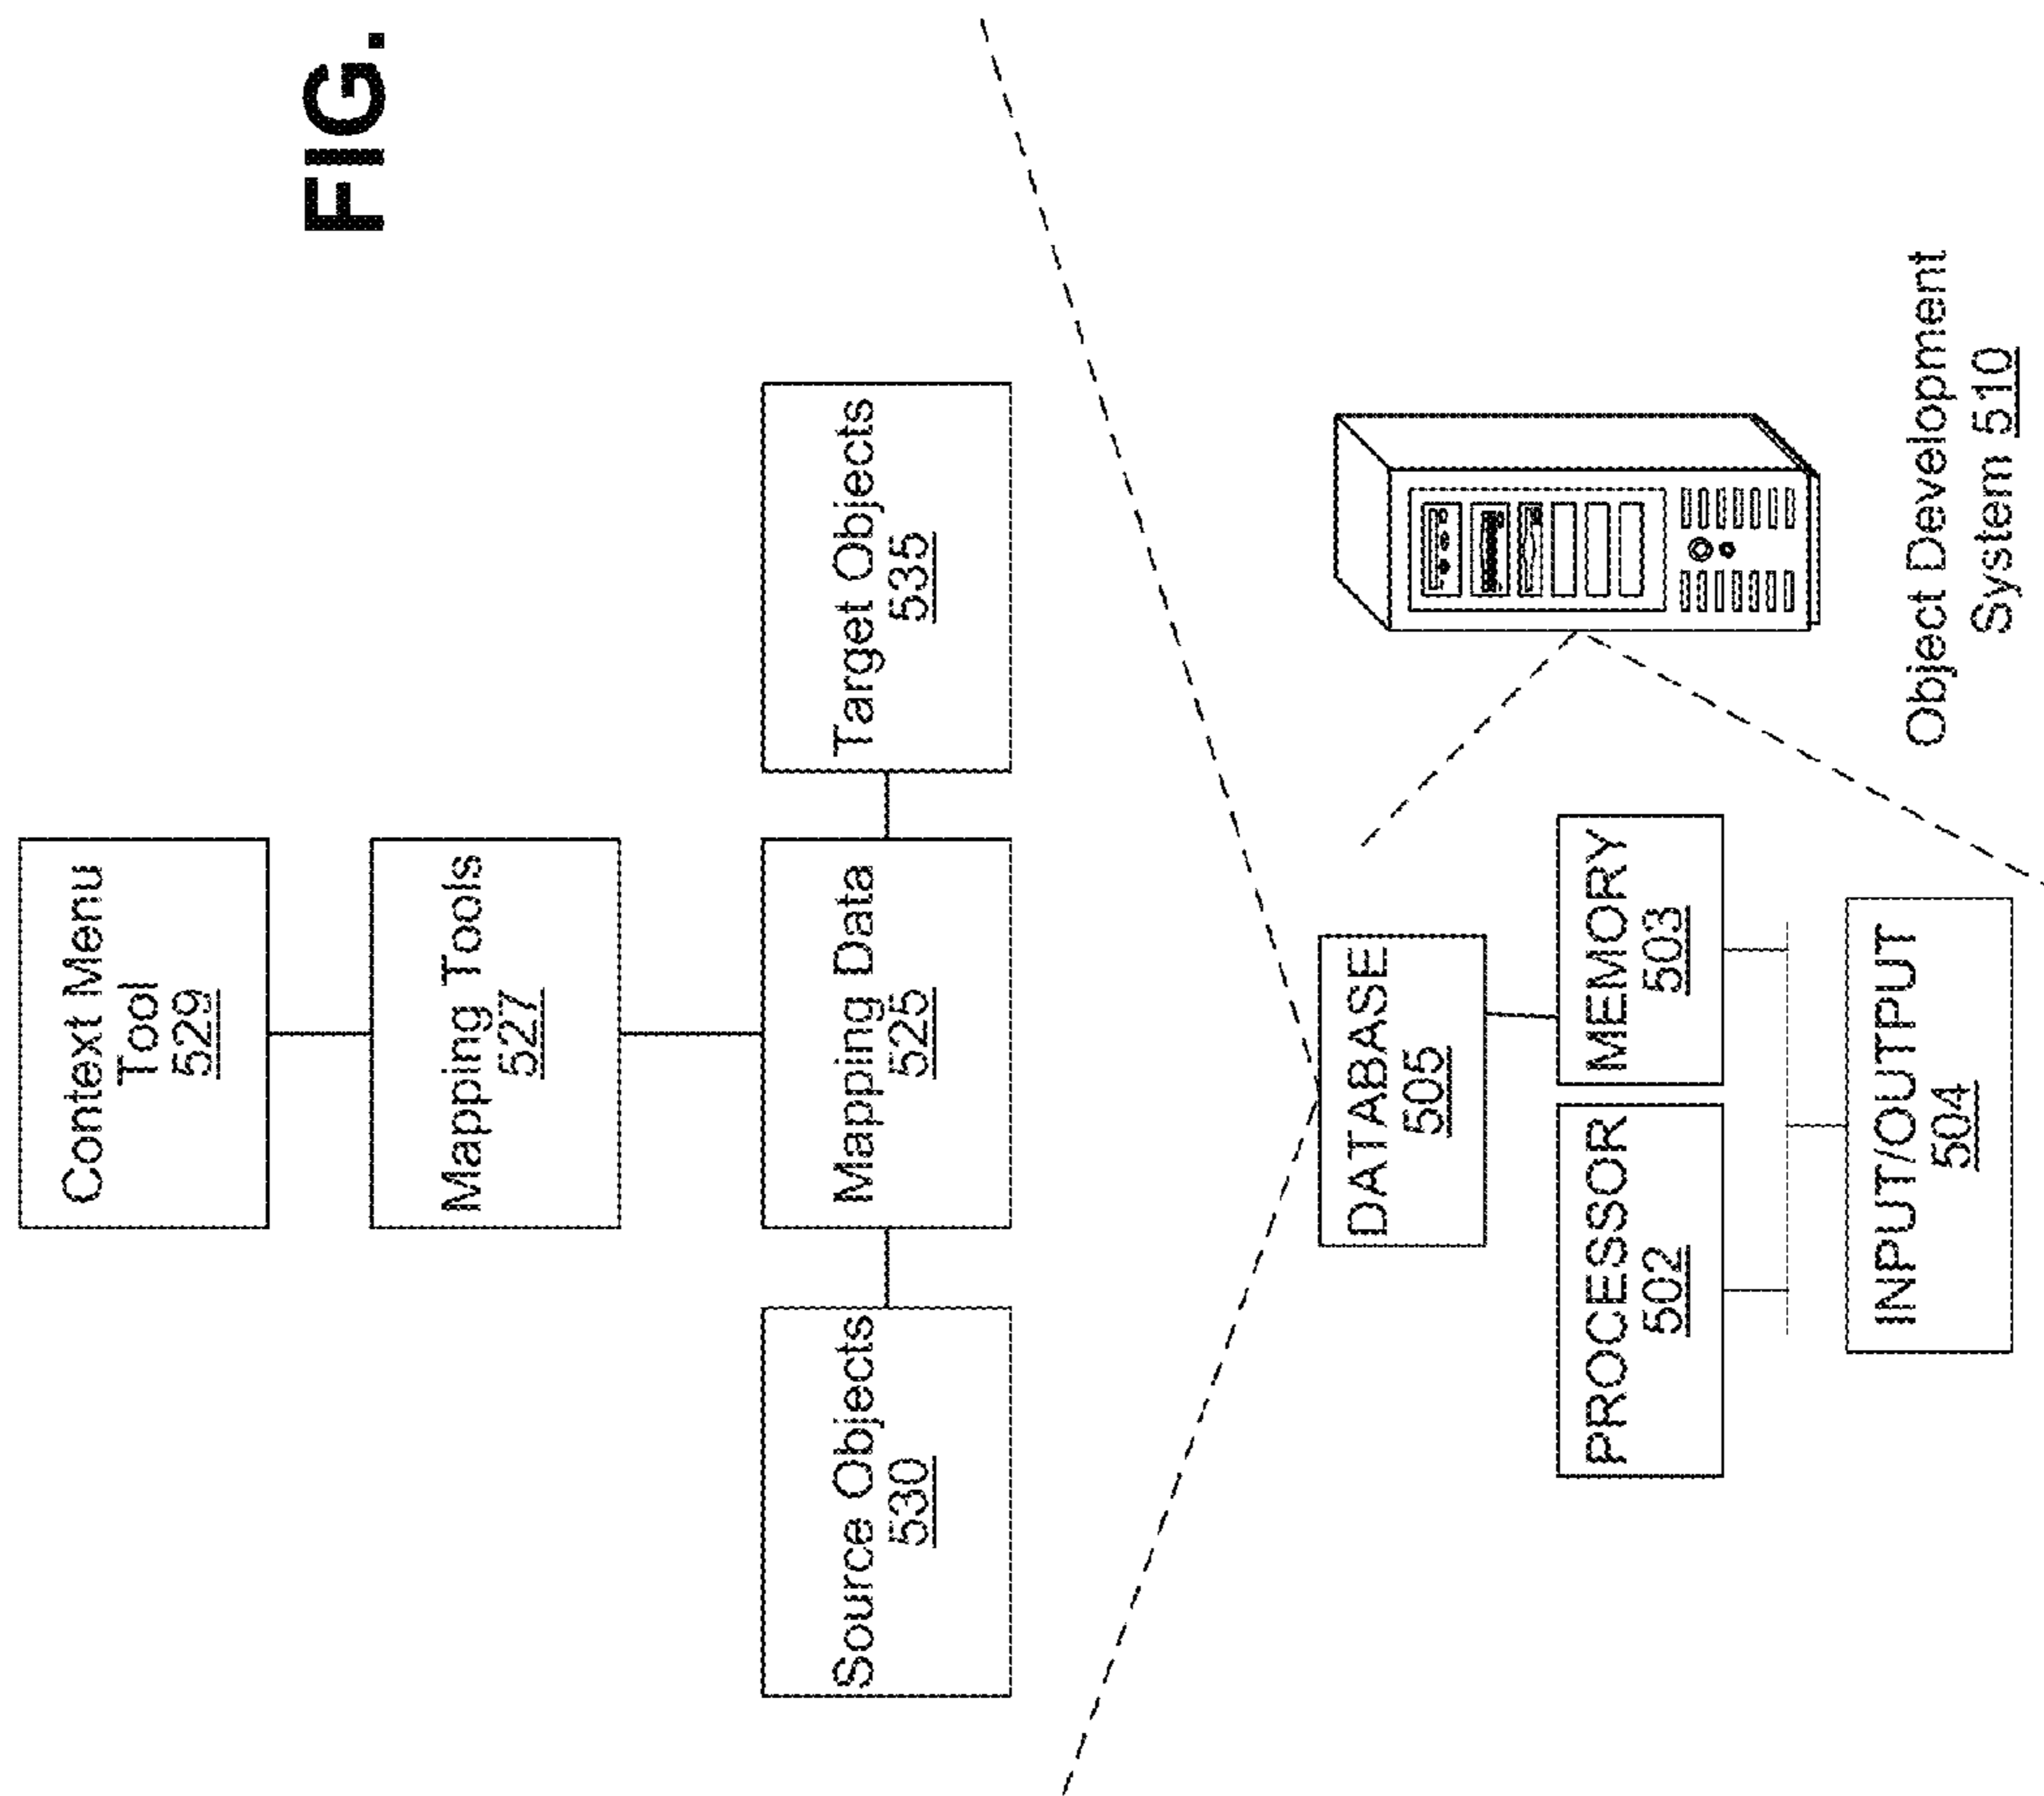 FIG.
Context Menu
Tool
529
Mapping Tools
527
Source Objects
530
Mapping Data
525
Target Objects
535
DATABASE
505
PROCESSOR
502
MEMORY
503
INPUT/OUTPUT
504
Object Development
System 510